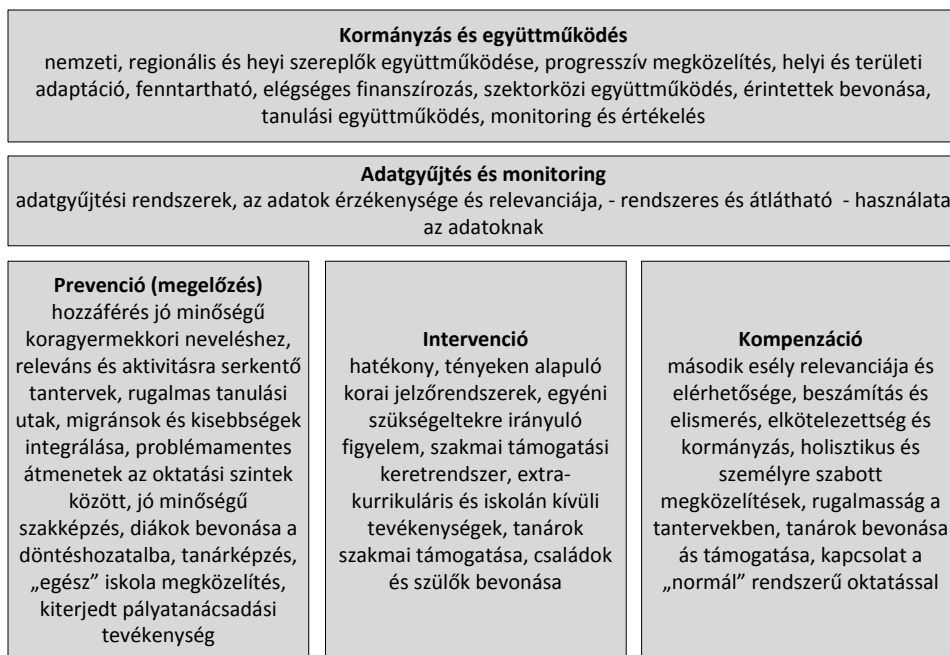 Kormányzás és együttműködés
nemzeti, regionális és heyi szereplők együttműködése, progresszív megközelítés, helyi és területi
adaptáció, fenntartható, elégséges finanszírozás, szektorközi együttműködés, érintettek bevonása,
tanulási együttműködés, monitoring és értékelés
Adatgyűjtés és monitoring
adatgyűjtési rendszerek, az adatok érzékenysége és relevanciája, - rendszeres és átlátható - használata
az adatoknak
Prevenció (megelőzés)
hozzáférés jó minőségű
koragyermekkori neveléshez,
releváns és aktivitásra serkentő
tantervek, rugalmas tanulási
utak, migránsok és kisebbségek
integrálása, problémamentes
átmenetek az oktatási szintek
között, jó minőségű
szakképzés, diákok bevonása a
döntéshozatalba, tanárképzés,
„egész” iskola megközelítés,
kiterjedt pályatanácsadási
tevékenység
Intervenció
hatékony, tényeken alapuló
korai jelzőrendszerek, egyéni
szükségeltekre irányuló
figyelem, szakmai támogatási
keretrendszer, extra-
kurrikuláris és iskolán kívüli
tevékenységek, tanárok
szakmai támogatása, családok
és szülők bevonása
Kompenzáció
második esély relevanciája és
elérhetősége, beszámítás és
elismerés, elkötelezettség és
kormányzás, holisztikus és
személyre szabott
megközelítések, rugalmasság a
tantervekben, tanárok bevonása
ás támogatása, kapcsolat a
„normál” rendszerű oktatással